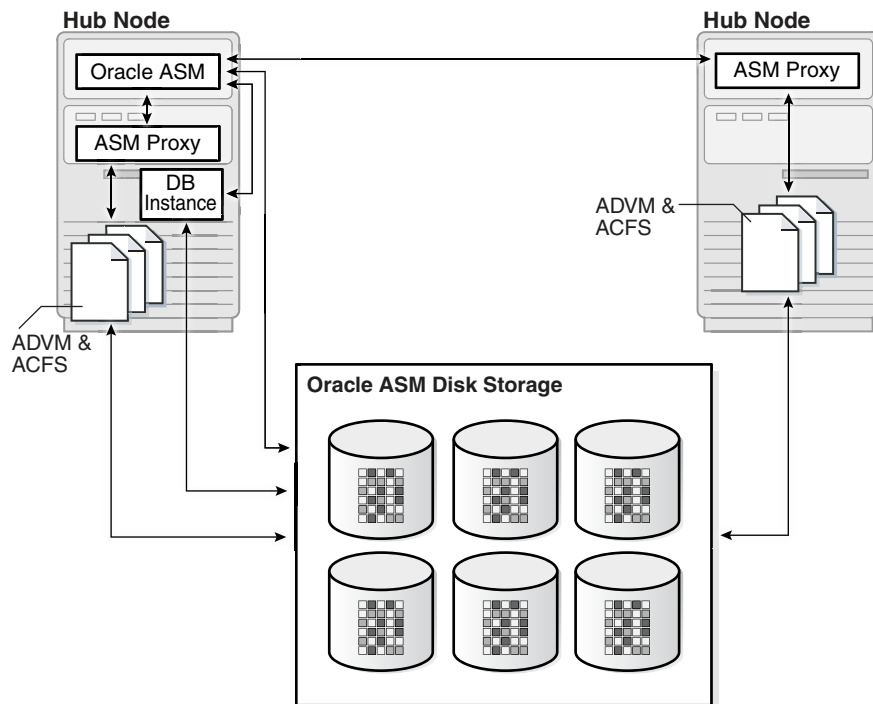 Hub Node
Oracle ASM
ASM Proxy
DB
Instance
ADVM &
ACFS
Hub Node
ASM Proxy
ADVM &
ACFS
Oracle ASM Disk Storage